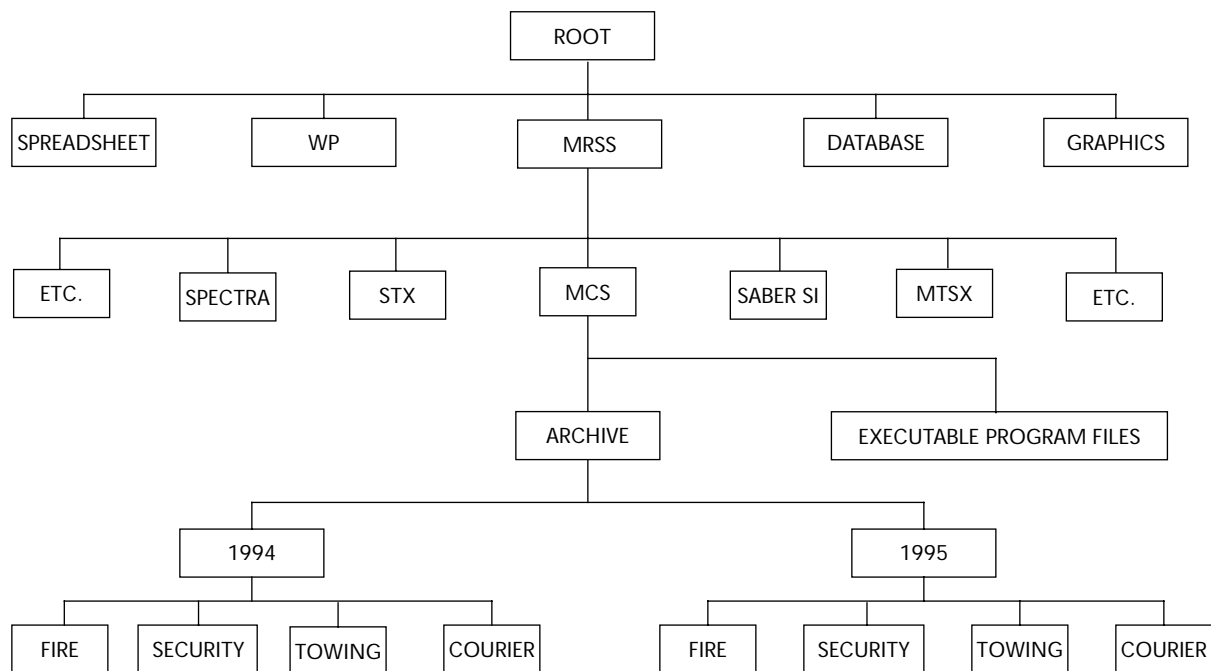 ROOT
SPREADSHEET
WP
MRSS
DATABASE
GRAPHICS
ETC.
SPECTRA
STX
MCS
SABER SI
MTSX
ETC.
ARCHIVE
EXECUTABLE PROGRAM FILES
1994
1995
FIRE
SECURITY
TOWING
COURIER
FIRE
SECURITY
TOWING
COURIER